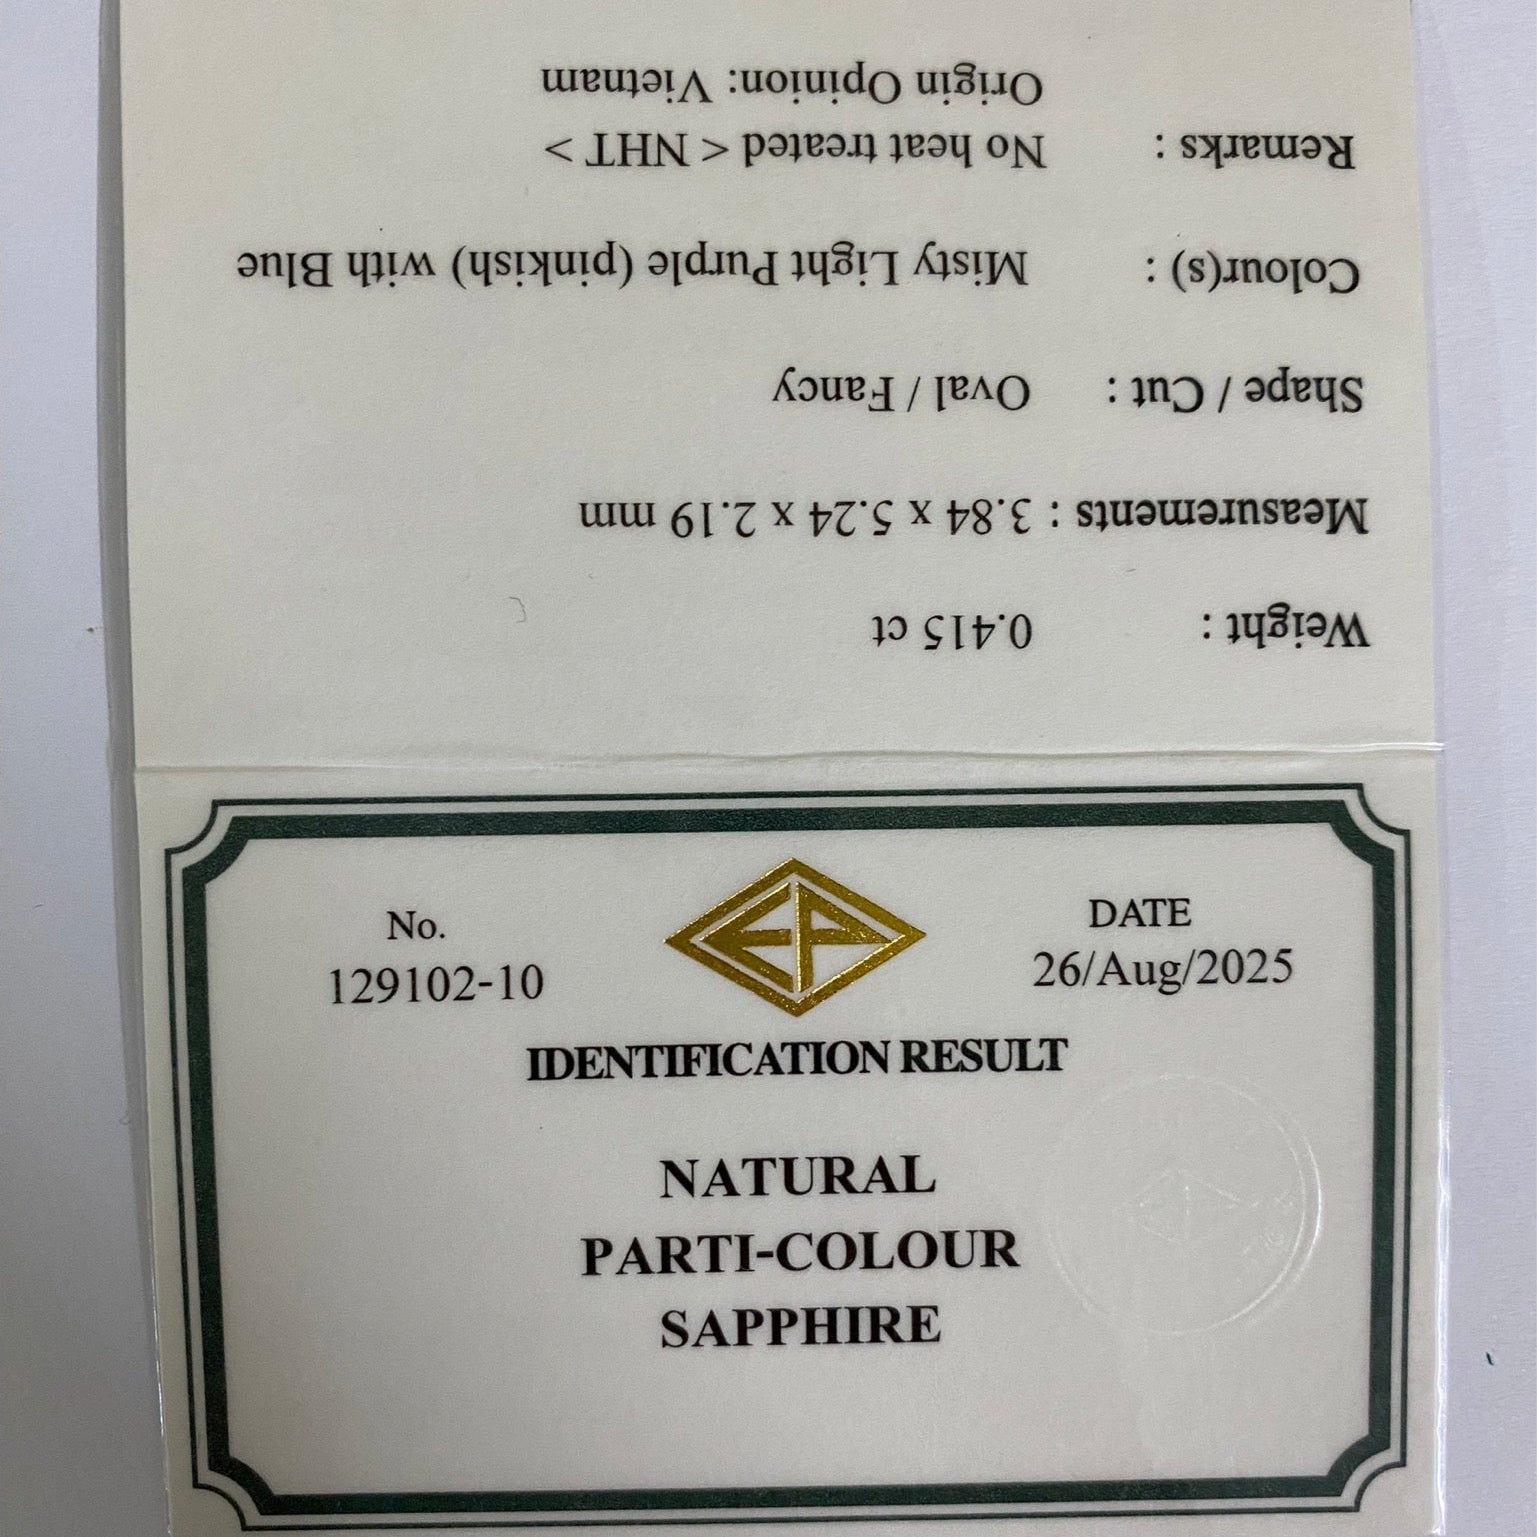 No.
129102-10
EP
DATE
26/Aug/2025
IDENTIFICATION RESULT
NATURAL
PARTI-COLOUR
SAPPHIRE
Weight : 0.415 ct
Measurements : 3.84 x 5.24 x 2.19 mm
Shape / Cut : Oval / Fancy
Colour(s) : Misty Light Purple (pinkish) with Blue
Remarks : No heat treated < NHT >
Origin Opinion: Vietnam